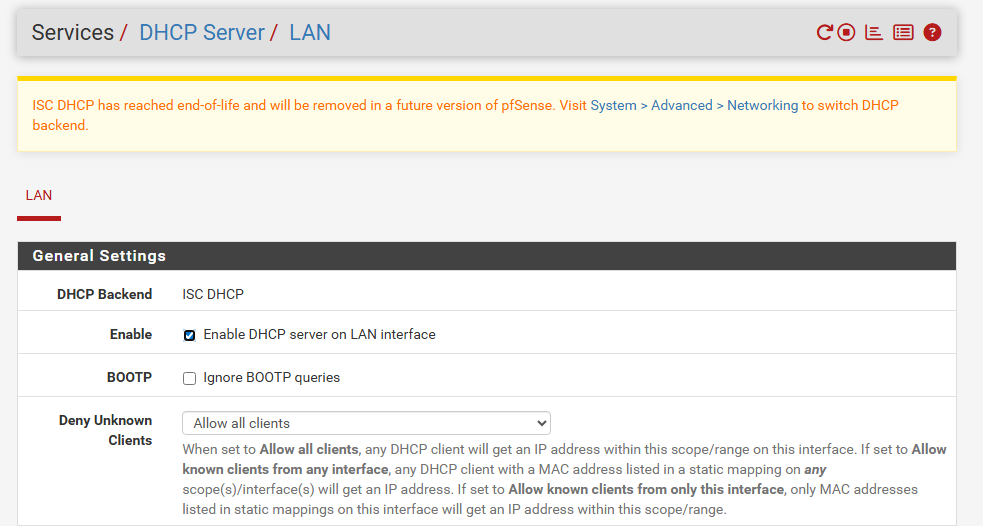 Services / DHCP Server / LAN
ISC DHCP has reached end-of-life and will be removed in a future version of pfSense. Visit System > Advanced > Networking to switch DHCP
backend.
LAN
General Settings
DHCP Backend ISC DHCP
Enable Enable DHCP server on LAN interface
BOOTP Ignore BOOTP queries
Deny Unknown
Clients
Allow all clients
When set to Allow all clients, any DHCP client will get an IP address within this scope/range on this interface. If set to Allow
known clients from any interface, any DHCP client with a MAC address listed in a static mapping on any
scope(s)/interface(s) will get an IP address. If set to Allow known clients from only this interface, only MAC addresses
listed in static mappings on this interface will get an IP address within this scope/range.